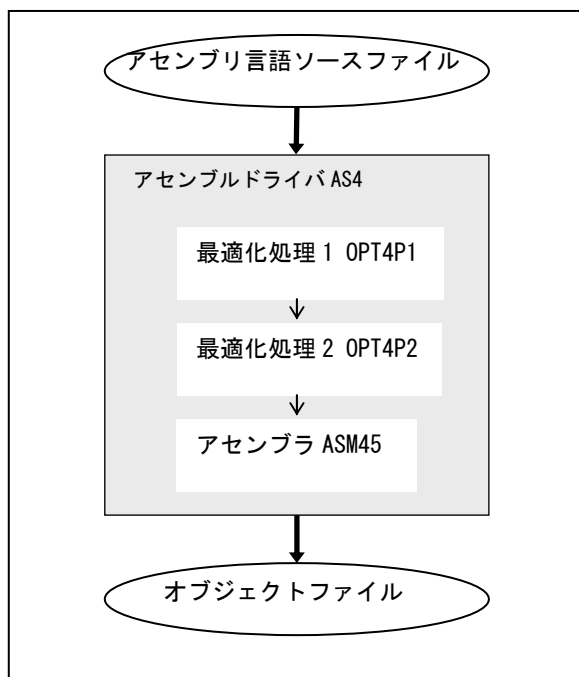 アセンブリ言語ソースファイル
アセンブルドライバ AS4
最適化処理 1 OPT4P1
最適化処理 2 OPT4P2
アセンブラ ASM45
オブジェクトファイル